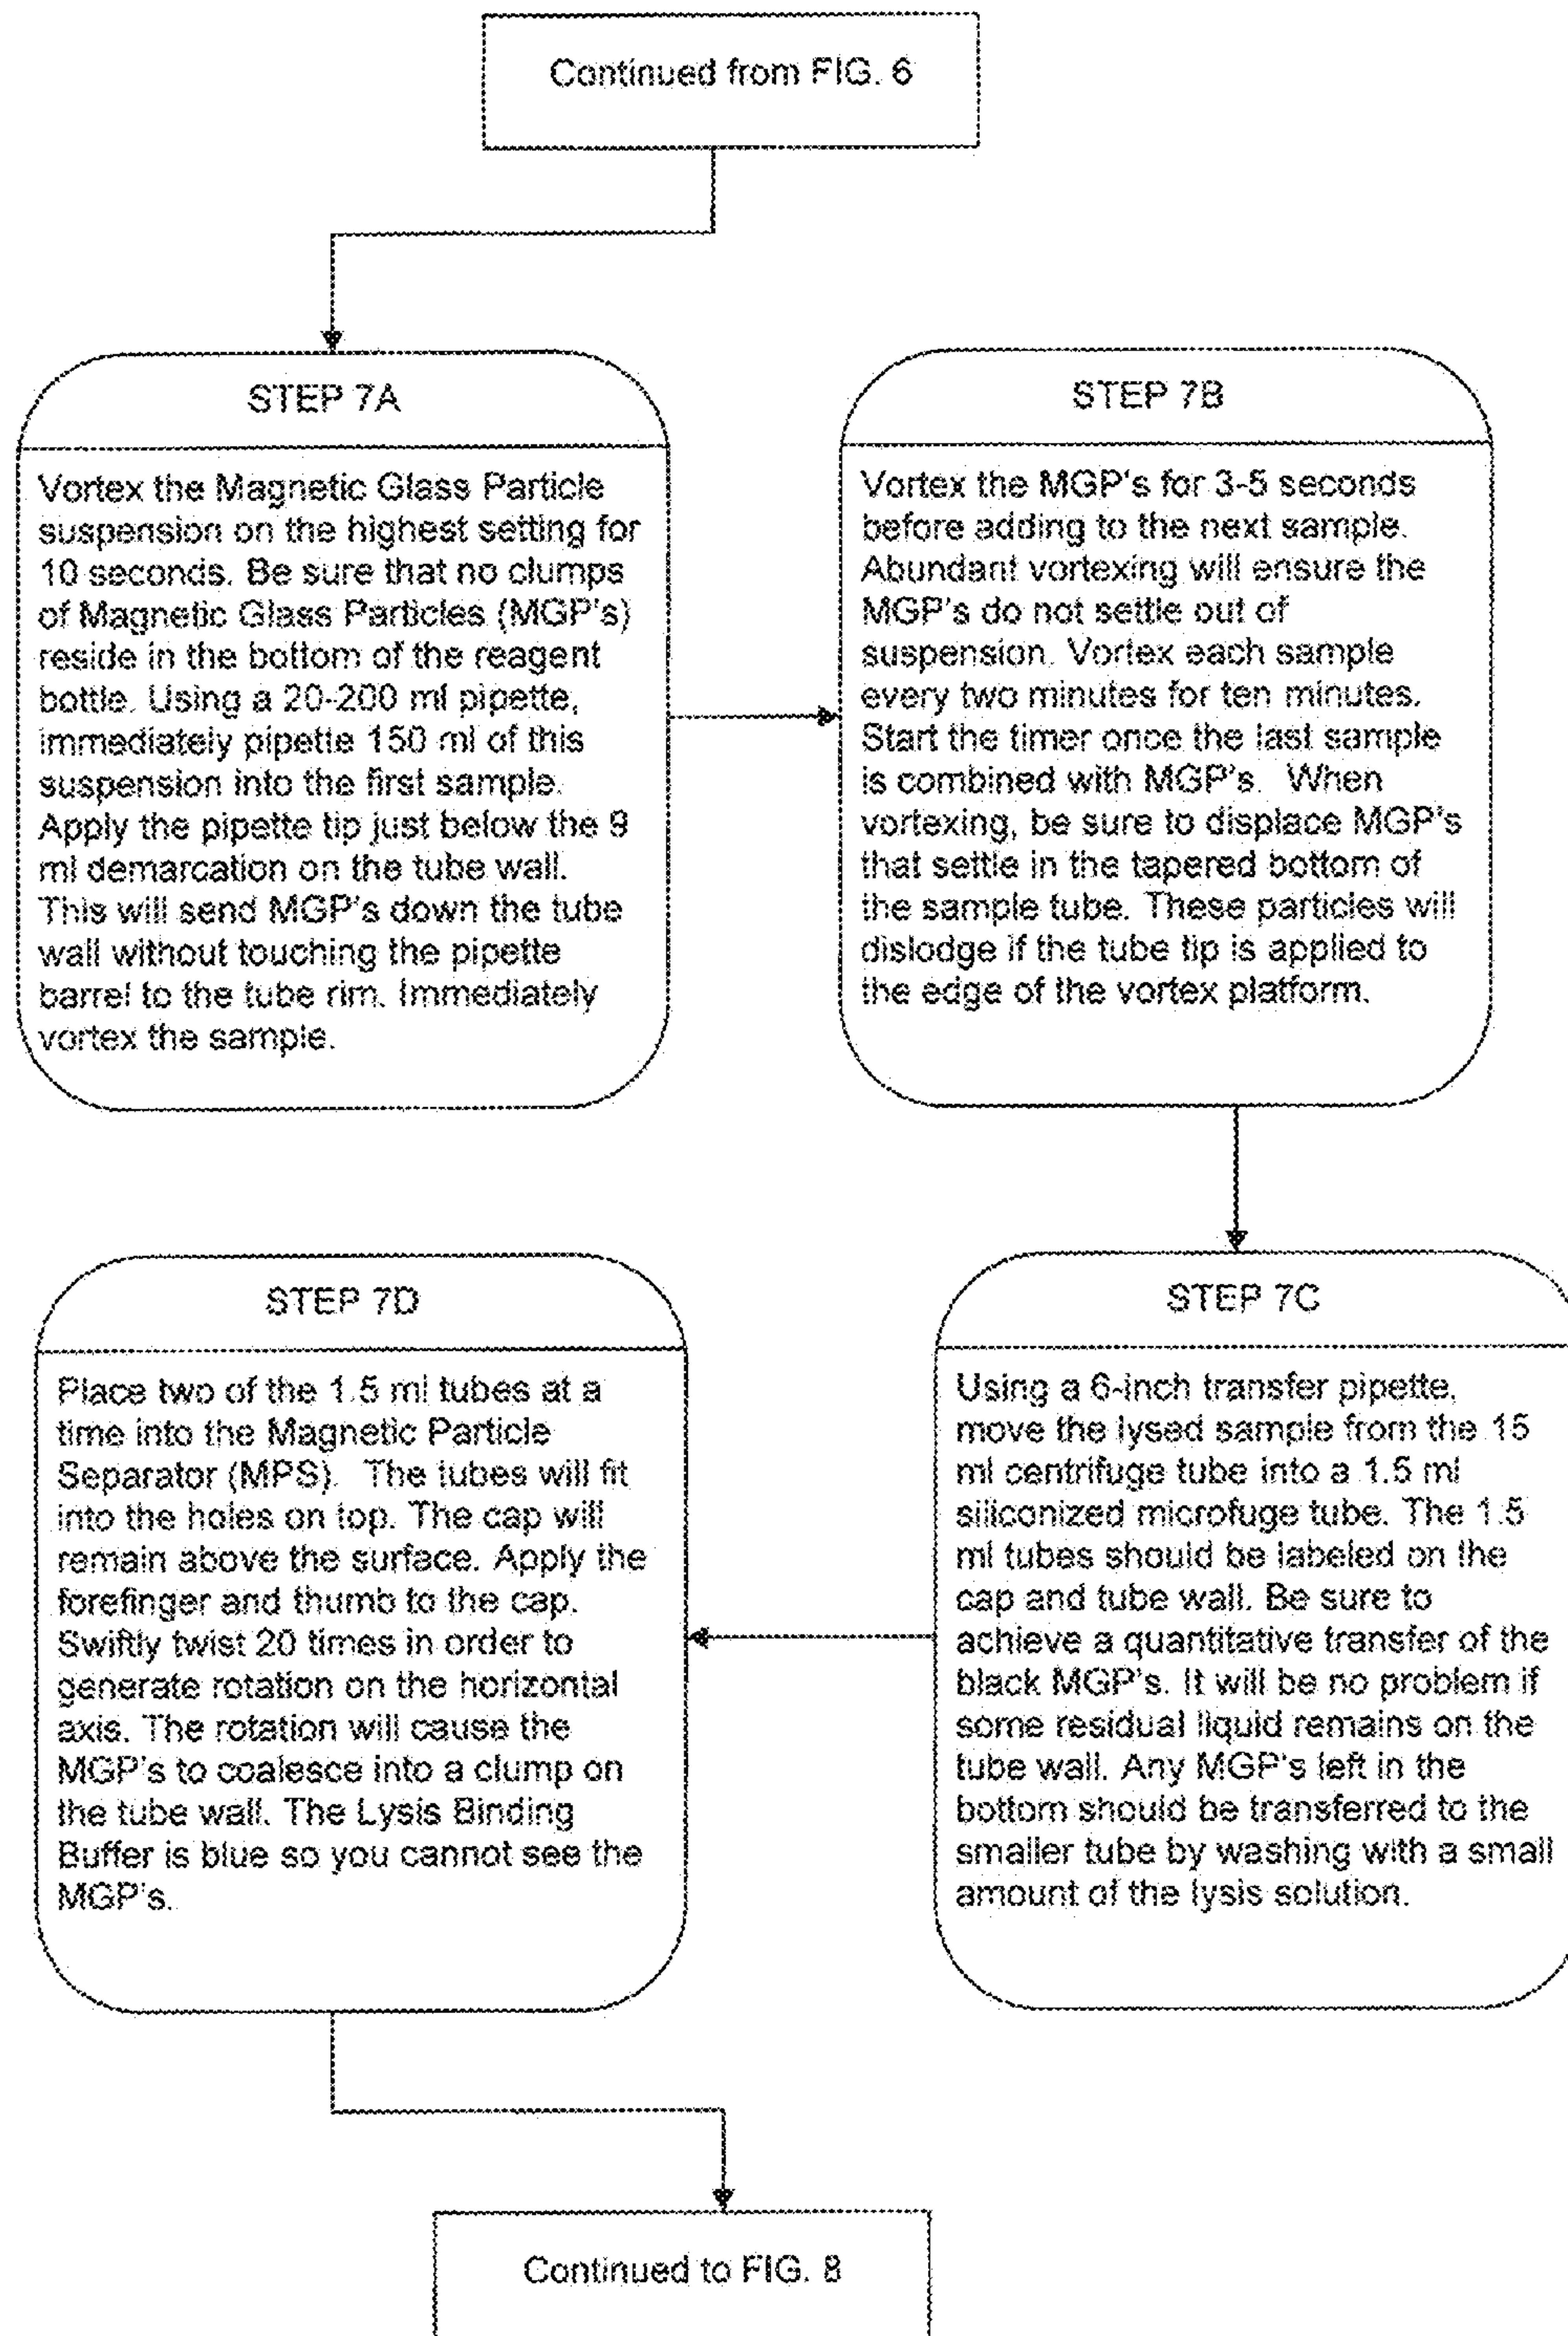 Continued from FIG. 6
STEP 7A
Vortex the Magnetic Glass Particle
suspension on the highest setting for
10 seconds. Be sure that no clumps
of Magnetic Glass Particles (MGP's)
reside in the bottom of the reagent
bottle. Using a 20-200 ml pipette,
immediately pipette 150 ml of this
suspension into the first sample.
Apply the pipette tip just below the 9
ml demarcation on the tube wall.
This will send MGP's down the tube
wall without touching the pipette
barrel to the tube rim. Immediately
vortex the sample.
STEP 7B
Vortex the MGP's for 3-5 seconds
before adding to the next sample.
Abundant vortexing will ensure the
MGP's do not settle out of
suspension. Vortex each sample
every two minutes for ten minutes.
Start the timer once the last sample
is combined with MGP's. When
vortexing, be sure to displace MGP's
that settle in the tapered bottom of
the sample tube. These particles will
dislodge if the tube tip is applied to
the edge of the vortex platform.
STEP 7C
Using a 6-inch transfer pipette,
move the lysed sample from the 15
ml centrifuge tube into a 1.5 ml
siliconized microfuge tube. The 1.5
ml tubes should be labeled on the
cap and tube wall. Be sure to
achieve a quantitative transfer of the
black MGP's. It will be no problem if
some residual liquid remains on the
tube wall. Any MGP's left in the
bottom should be transferred to the
smaller tube by washing with a small
amount of the lysis solution.
STEP 7D
Place two of the 1.5 ml tubes at a
time into the Magnetic Particle
Separator (MPS). The tubes will fit
into the holes on top. The cap will
remain above the surface. Apply the
forefinger and thumb to the cap.
Swiftly twist 20 times in order to
generate rotation on the horizontal
axis. The rotation will cause the
MGP's to coalesce into a clump on
the tube wall. The Lysis Binding
Buffer is blue so you cannot see the
MGP's.
Continued to FIG. 8